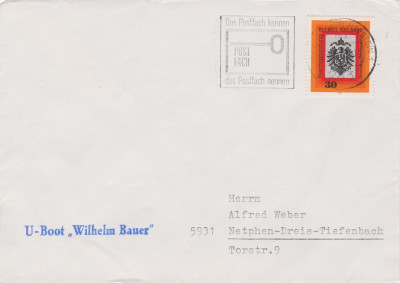 Das Postfach kennen
POST
FACH
das Postfach nennen
30
U-Boot „Wilhelm Bauer"
Herrn
Alfred Weber
5931 Netphen-Dreis-Tiefenbach
Torstr.9